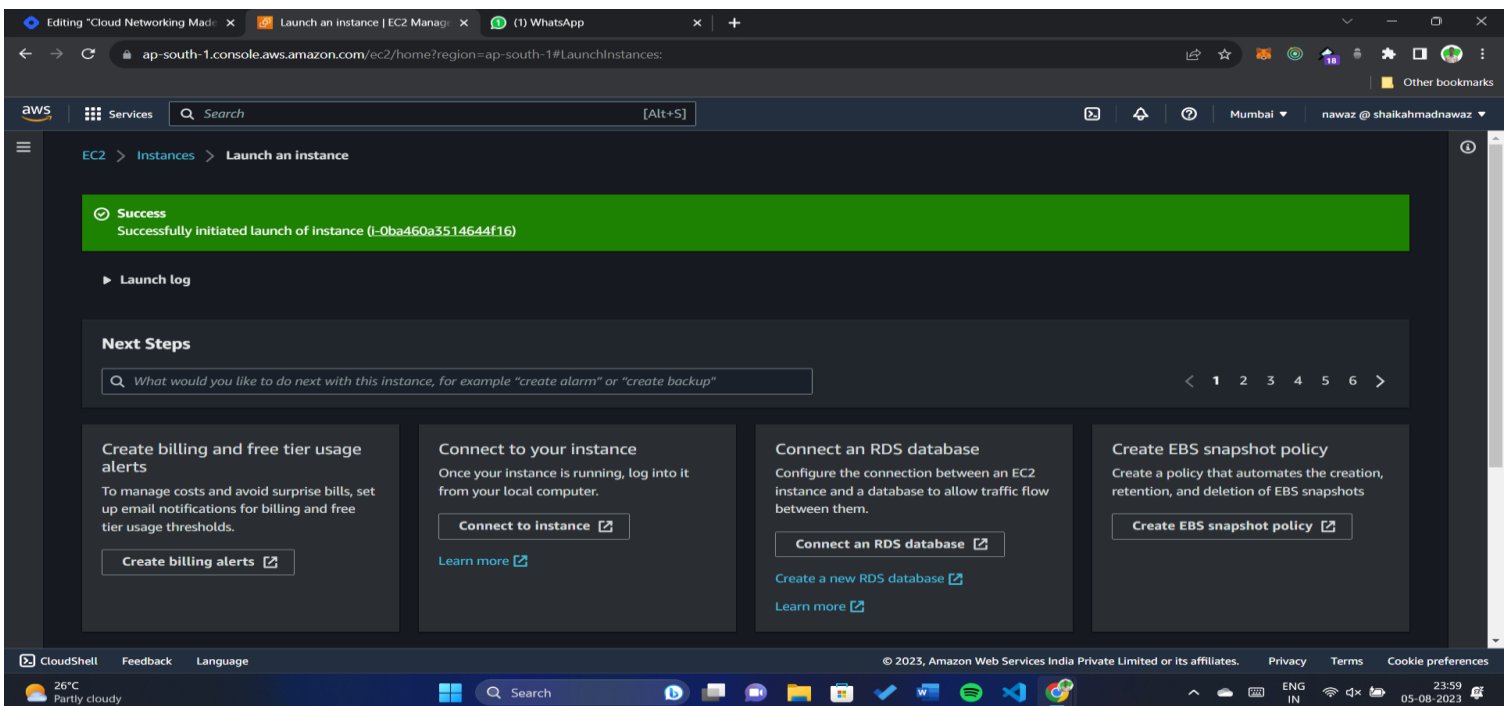 Editing "Cloud Networking Made
Launch an instance | EC2 Manag
(1) WhatsApp
ap-south-1.console.aws.amazon.com/ec2/home?region=ap-south-1#LaunchInstances:
18
Other bookmarks
aws
Services
Search
[Alt+S]
Mumbai
nawaz @ shaikahmadnawaz
EC2 > Instances > Launch an instance
Success
Successfully initiated launch of instance (i-0ba460a3514644f16)
Launch log
Next Steps
What would you like to do next with this instance, for example "create alarm" or "create backup"
< 1 2 3 4 5 6 >
Create billing and free tier usage
alerts
To manage costs and avoid surprise bills, set
up email notifications for billing and free
tier usage thresholds.
Create billing alerts
Connect to your instance
Once your instance is running, log into it
from your local computer.
Connect to instance
Learn more
Connect an RDS database
Configure the connection between an EC2
instance and a database to allow traffic flow
between them.
Connect an RDS database
Create a new RDS database
Learn more
Create EBS snapshot policy
Create a policy that automates the creation,
retention, and deletion of EBS snapshots
Create EBS snapshot policy
CloudShell
Feedback
Language
© 2023, Amazon Web Services India Private Limited or its affiliates.
Privacy
Terms
Cookie preferences
26°C
Partly cloudy
Search
ENG
IN
23:59
05-08-2023